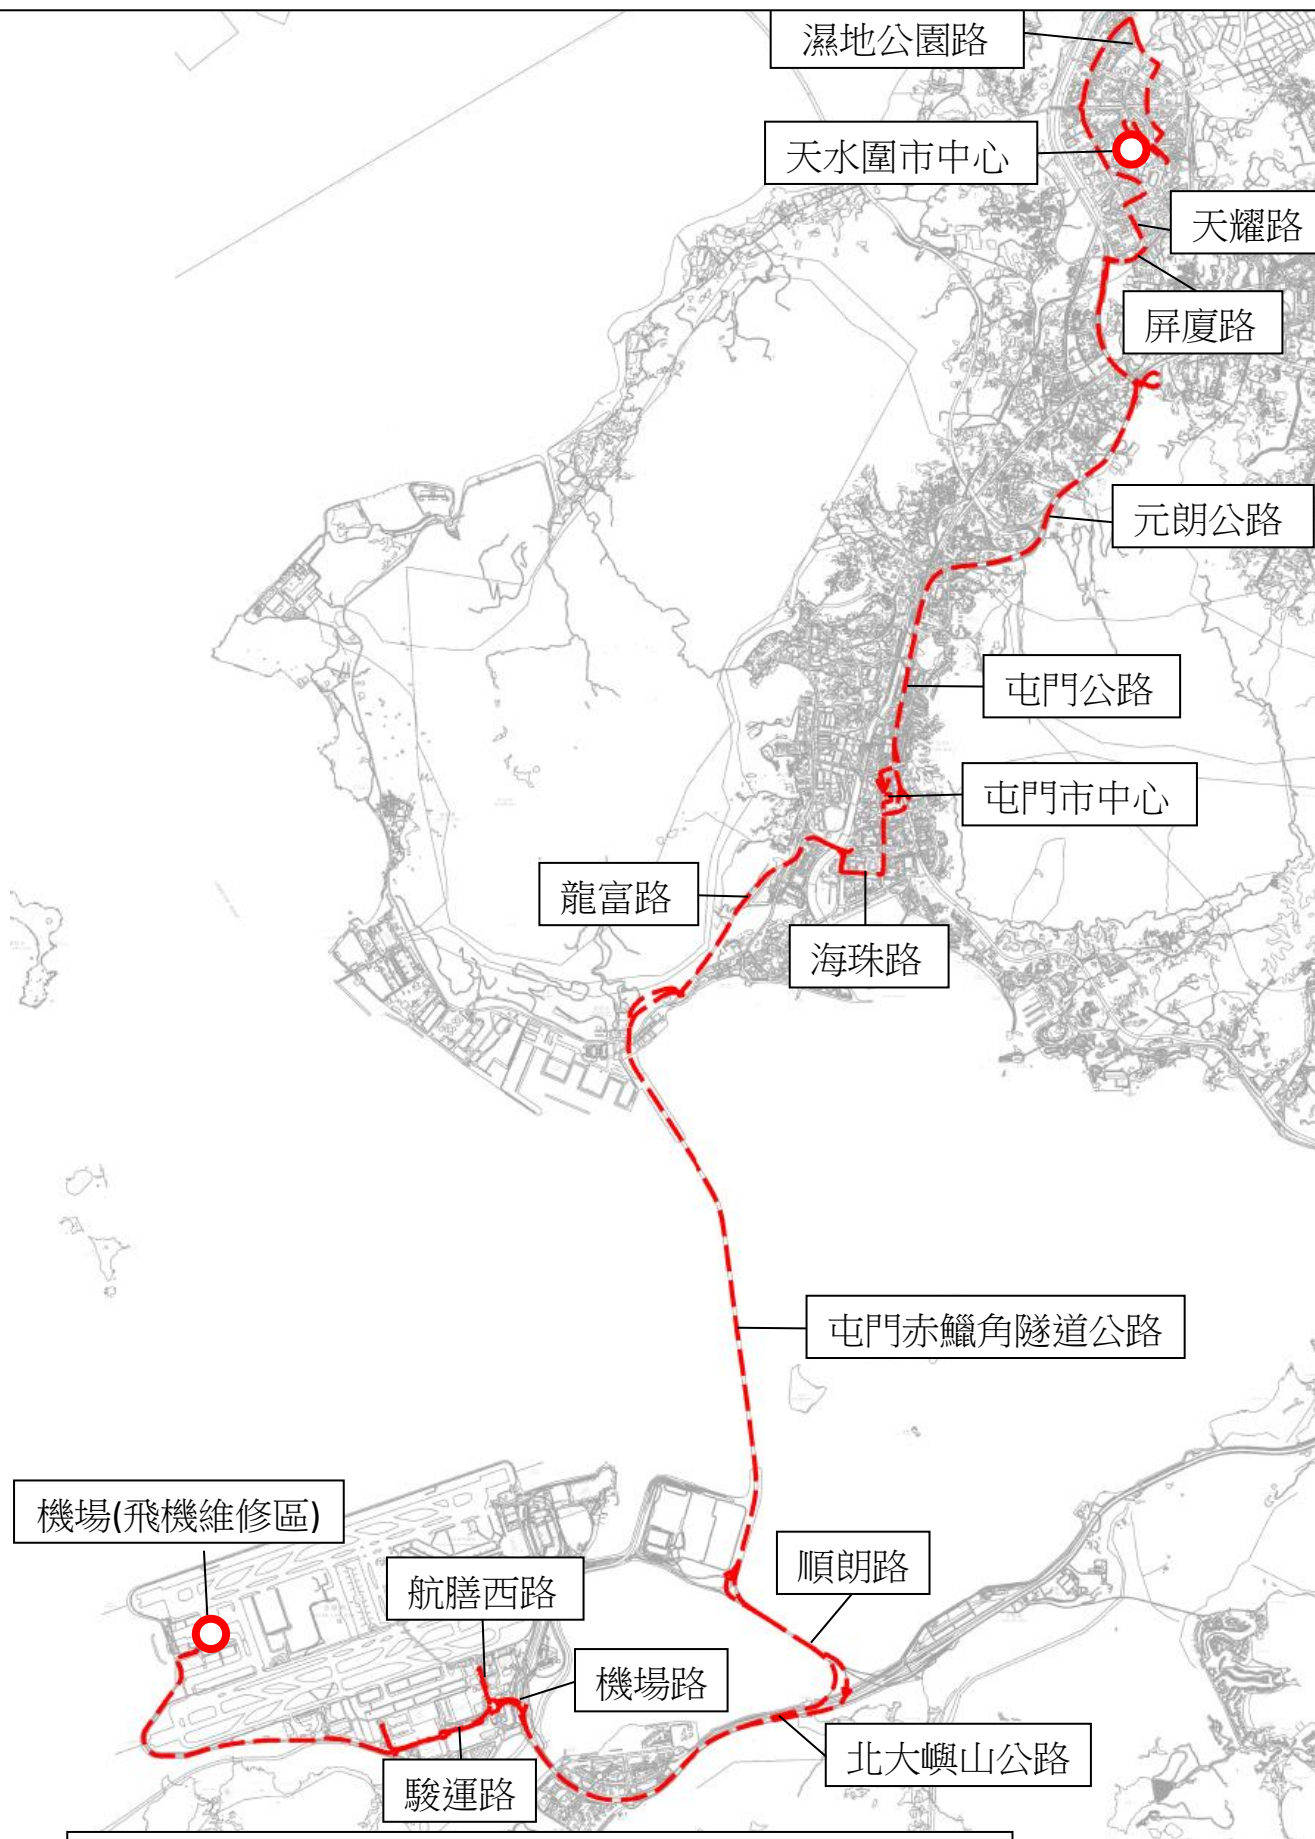 濕地公園路
天水圍市中心
天耀路
屏廈路
元朗公路
屯門公路
屯門市中心
龍富路
海珠路
屯門赤鱲角隧道公路
機場(飛機維修區)
順朗路
航膳西路
機場路
北大嶼山公路
駿運路